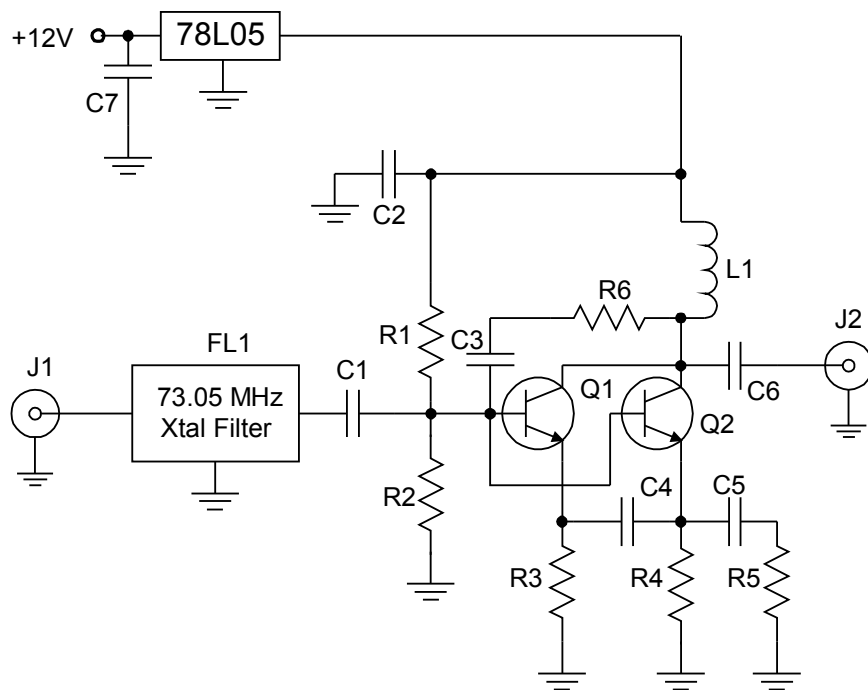 +12V
78L05
C7
C2
L1
R6
R1
C3
J2
J1
FL1
C1
Q1
C6
73.05 MHz
Xtal Filter
Q2
R2
C4
C5
R3
R4
R5